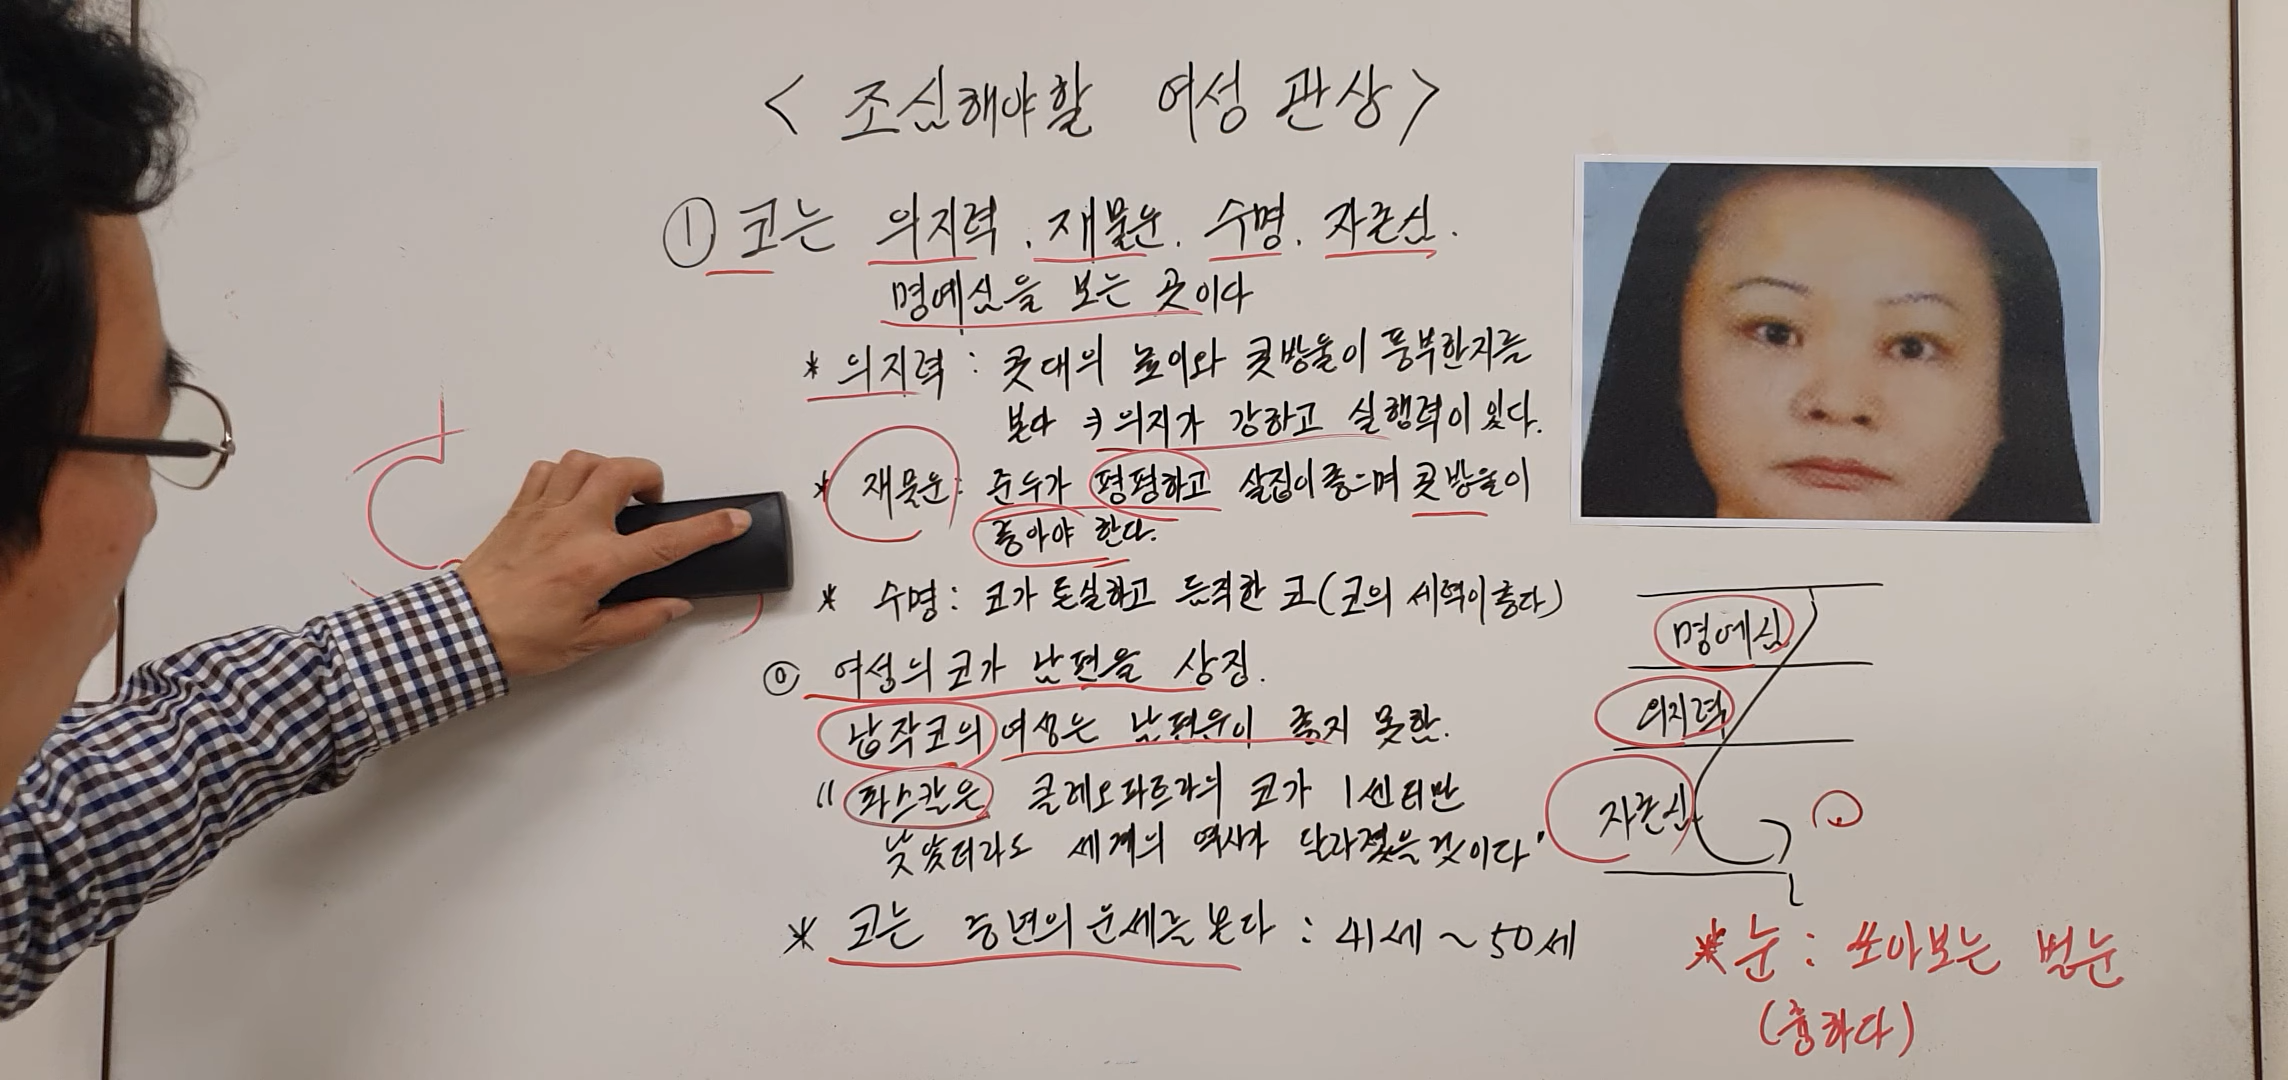 < 조심해야할 여성 관상 >
① 코는 의지력. 재물운. 수명. 자존심.
명예심을 보는 곳이다
* 의지력 : 콧대의 높이와 콧방울이 풍부한지를
본다 → 의지가 강하고 실행력이 있다.
* 재물운 : 준두가 평평하고 살집이 좋으며 콧방울이
좋아야 한다.
* 수명 : 코가 튼실하고 듬직한 코 (코의 세력이 좋다)
◎ 여성의 코가 남편을 상징.
납작코의 여성은 남편운이 좋지 못함.
" 파스칼은 클레오파트라의 코가 1센터만
낮았더라도 세계의 역사가 달라졌을것이다"
* 코는 중년의 운세를 본다 : 41세 ~ 50세
명예심
의지력
자존심
* 눈 : 쏘아보는 범눈
(흉하다)